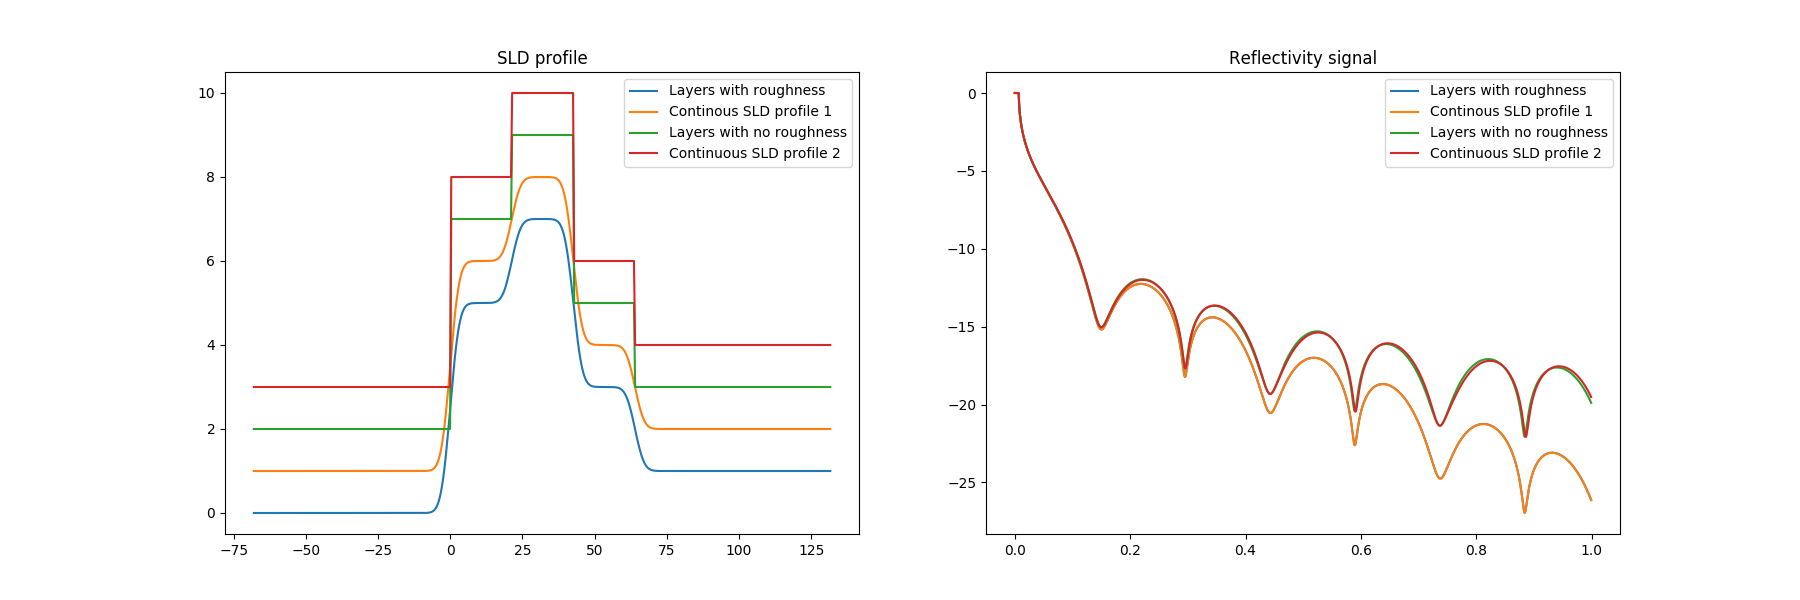 SLD profile
10
8
6
4
2
0
−75
−50
−25
0
25
50
75
100
125
Layers with roughness
Continous SLD profile 1
Layers with no roughness
Continuous SLD profile 2
Reflectivity signal
0
−5
−10
−15
−20
−25
0.0
0.2
0.4
0.6
0.8
1.0
Layers with roughness
Continous SLD profile 1
Layers with no roughness
Continuous SLD profile 2